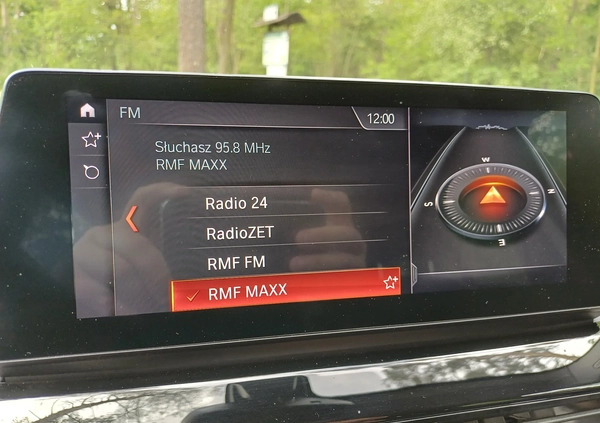 FM
12:00
Słuchasz 95.8 MHz
RMF MAXX
Radio 24
RadioZET
RMF FM
RMF MAXX
W
S
N
E